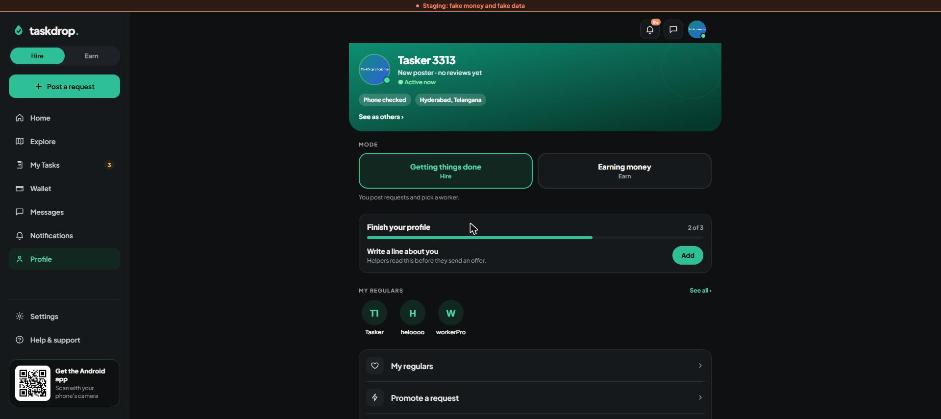 Staging: fake money and fake data
taskdrop.
Hire
Earn
+ Post a request
Home
Explore
My Tasks
3
Wallet
Messages
Notifications
Profile
Settings
Help & support
Get the Android app
Scan with your phone's camera
9+
Tasker 3313
New poster · no reviews yet
Active now
Phone checked
Hyderabad, Telangana
See as others ›
MODE
Getting things done
Hire
Earning money
Earn
You post requests and pick a worker.
Finish your profile
2 of 3
Write a line about you
Helpers read this before they send an offer.
Add
MY REGULARS
See all ›
T1
H
W
Tasker
heloooo
workerPro
My regulars
Promote a request